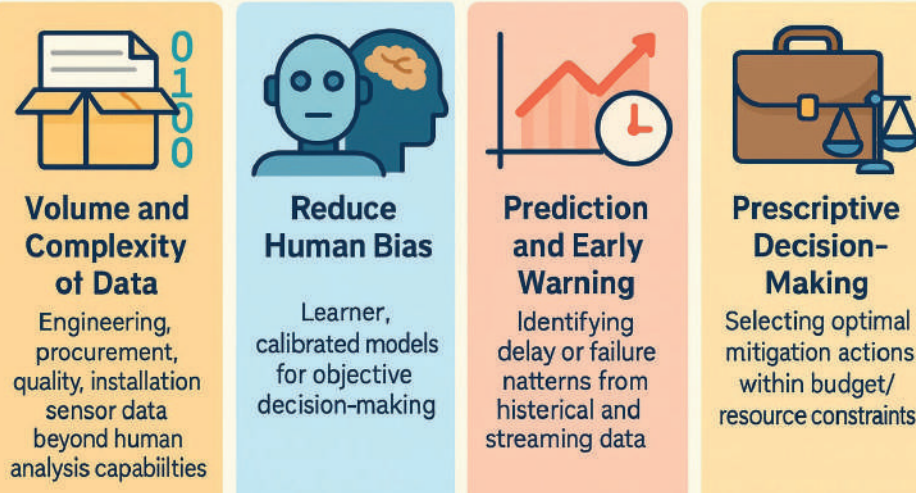 0
1
0
0
Volume and
Complexity
of Data
Engineering,
procurement,
quality, installation
sensor data
beyond human
analysis capabiilties
Reduce
Human Bias
Learner,
calibrated models
for objective
decision-making
Prediction
and Early
Warning
Identifying
delay or failure
natterns from
histerical and
streaming data
Prescriptive
Decision-
Making
Selecting optimal
mitigation actions
within budget/
resource constraints